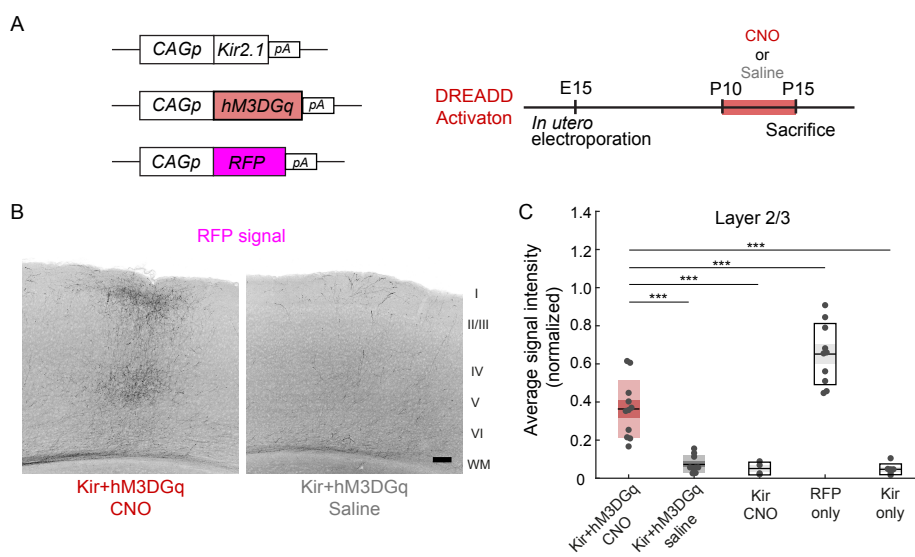 A
CAGp Kir2.1 pA
CAGp hM3DGq pA
CAGp RFP pA
CNO
or
Saline
DREADD
Activaton
E15
P10
P15
In utero
electroporation
Sacrifice
B
RFP signal
I
II/III
IV
V
VI
WM
Kir+hM3DGq
CNO
Kir+hM3DGq
Saline
C
Layer 2/3
Average signal intensity
(normalized)
1.4
1.2
1.0
0.8
0.6
0.4
0.2
0
***
***
***
***
Kir+hM3DGq
CNO
Kir+hM3DGq
saline
Kir
CNO
RFP
only
Kir
only